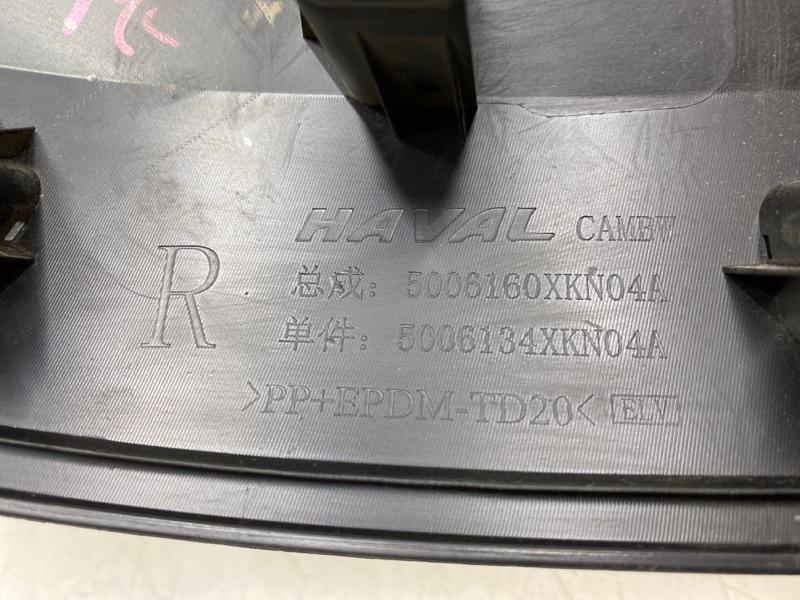 HAVAL CAMBW
R
总成: 5006160XKN04A
单件: 5006134XKN04A
>PP+EPDM-TD20< ELV